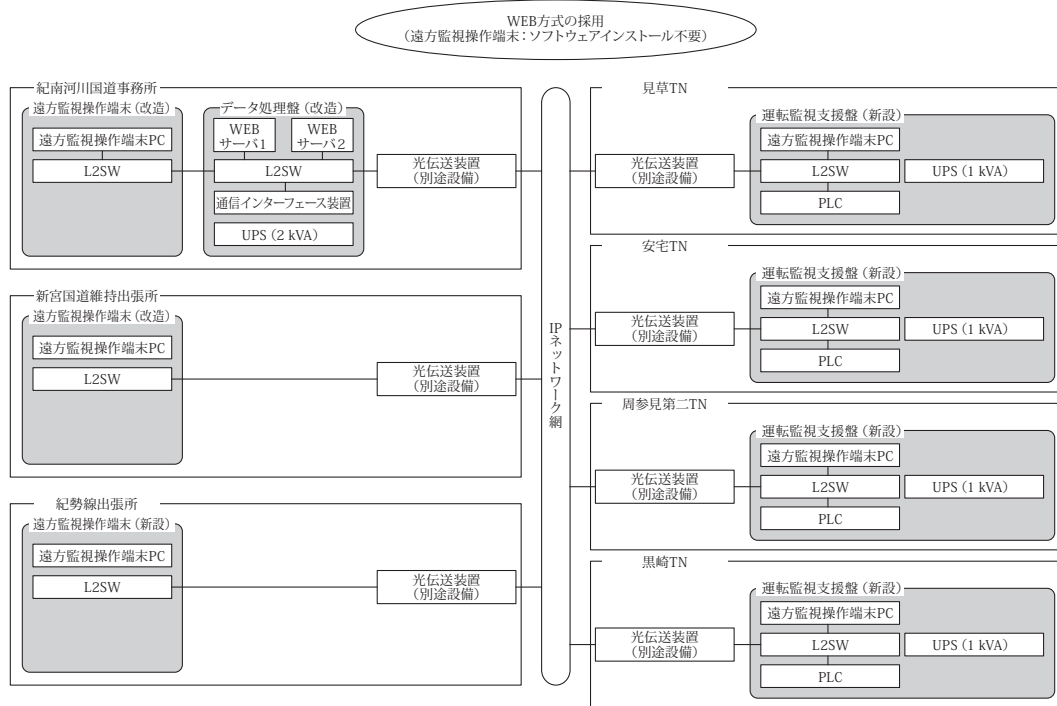 WEB方式の採用
(遠方監視操作端末:ソフトウェアインストール不要)
紀南河川国道事務所
遠方監視操作端末(改造)
遠方監視操作端末PC
L2SW
データ処理盤(改造)
WEB
サーバ1
WEB
サーバ2
L2SW
通信インターフェース装置
UPS(2 kVA)
光伝送装置
(別途設備)
新宮国道維持出張所
遠方監視操作端末(改造)
遠方監視操作端末PC
L2SW
光伝送装置
(別途設備)
紀勢線出張所
遠方監視操作端末(新設)
遠方監視操作端末PC
L2SW
光伝送装置
(別途設備)
IPネットワーク網
見草TN
光伝送装置
(別途設備)
運転監視支援盤(新設)
遠方監視操作端末PC
L2SW
UPS(1 kVA)
PLC
安宅TN
光伝送装置
(別途設備)
運転監視支援盤(新設)
遠方監視操作端末PC
L2SW
UPS(1 kVA)
PLC
周参見第二TN
光伝送装置
(別途設備)
運転監視支援盤(新設)
遠方監視操作端末PC
L2SW
UPS(1 kVA)
PLC
黒崎TN
光伝送装置
(別途設備)
運転監視支援盤(新設)
遠方監視操作端末PC
L2SW
UPS(1 kVA)
PLC